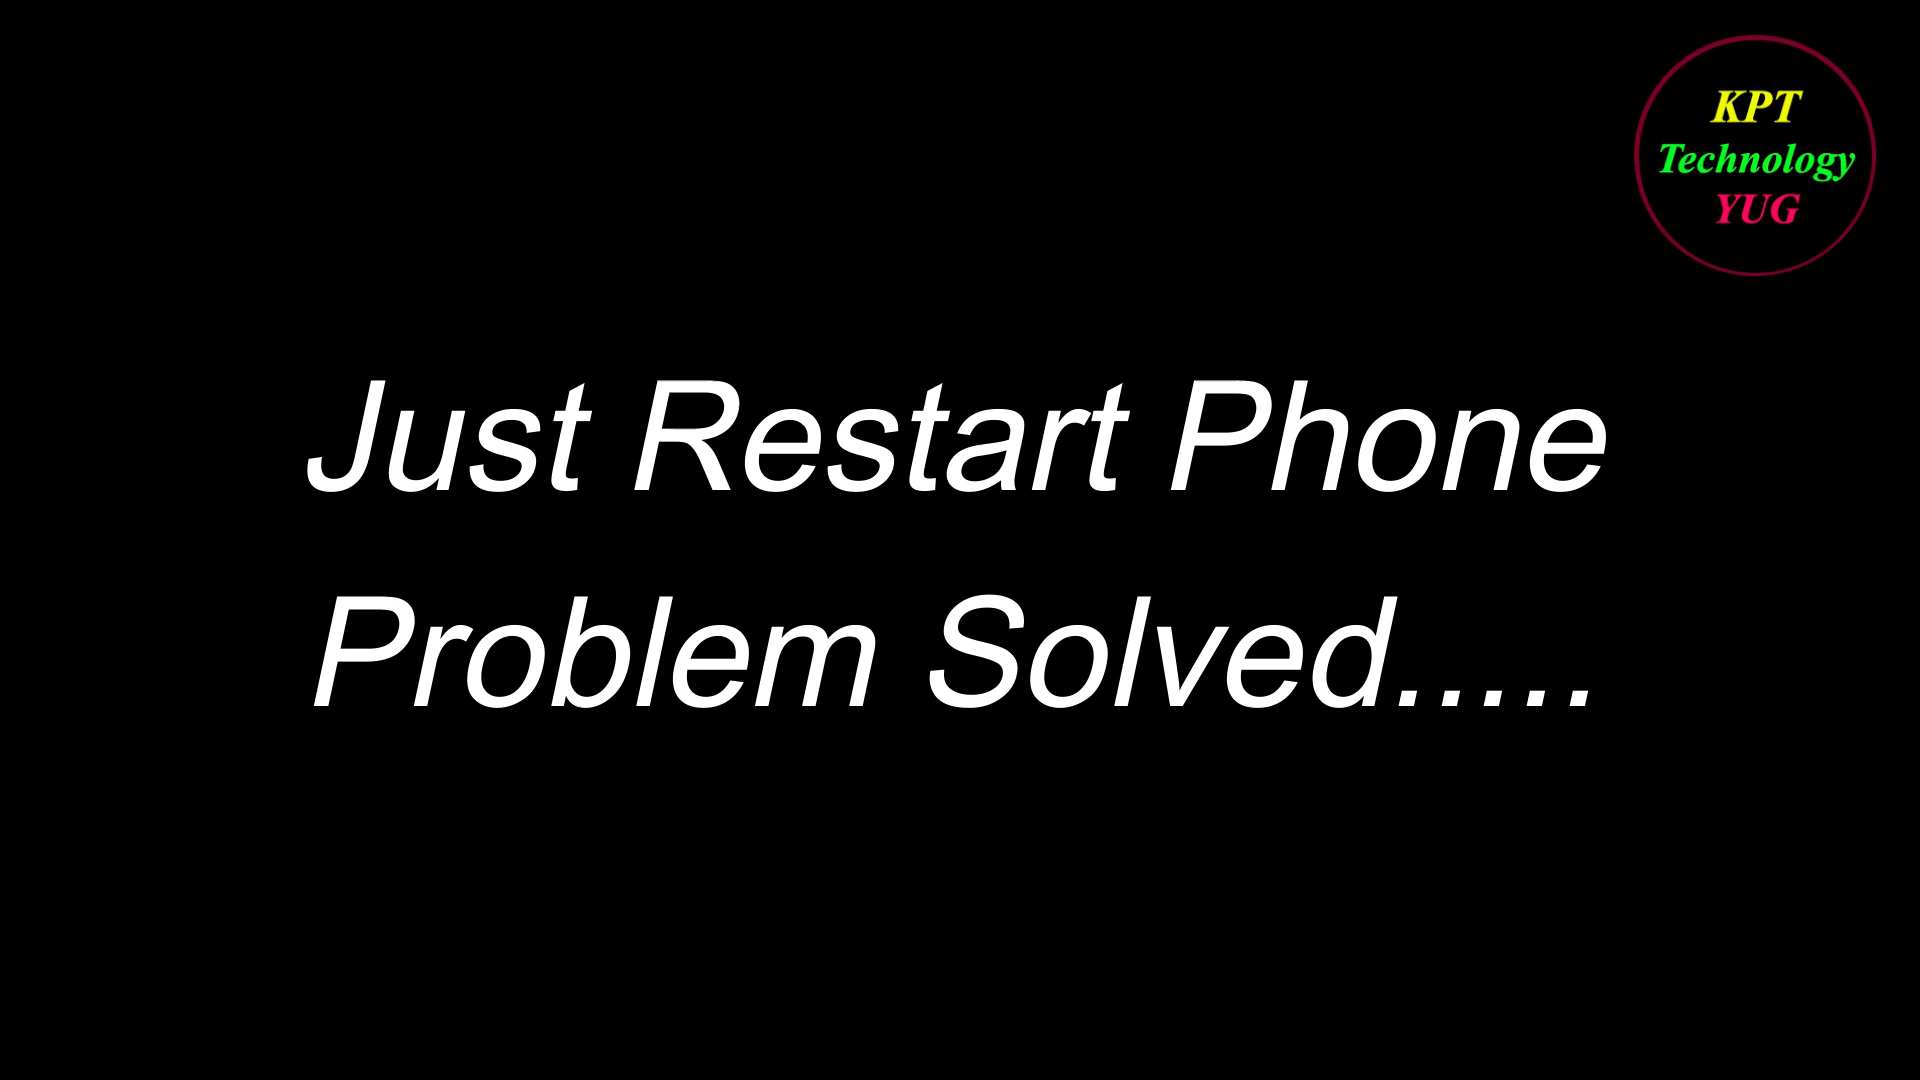 KPT
Technology
YUG
Just Restart Phone
Problem Solved.....